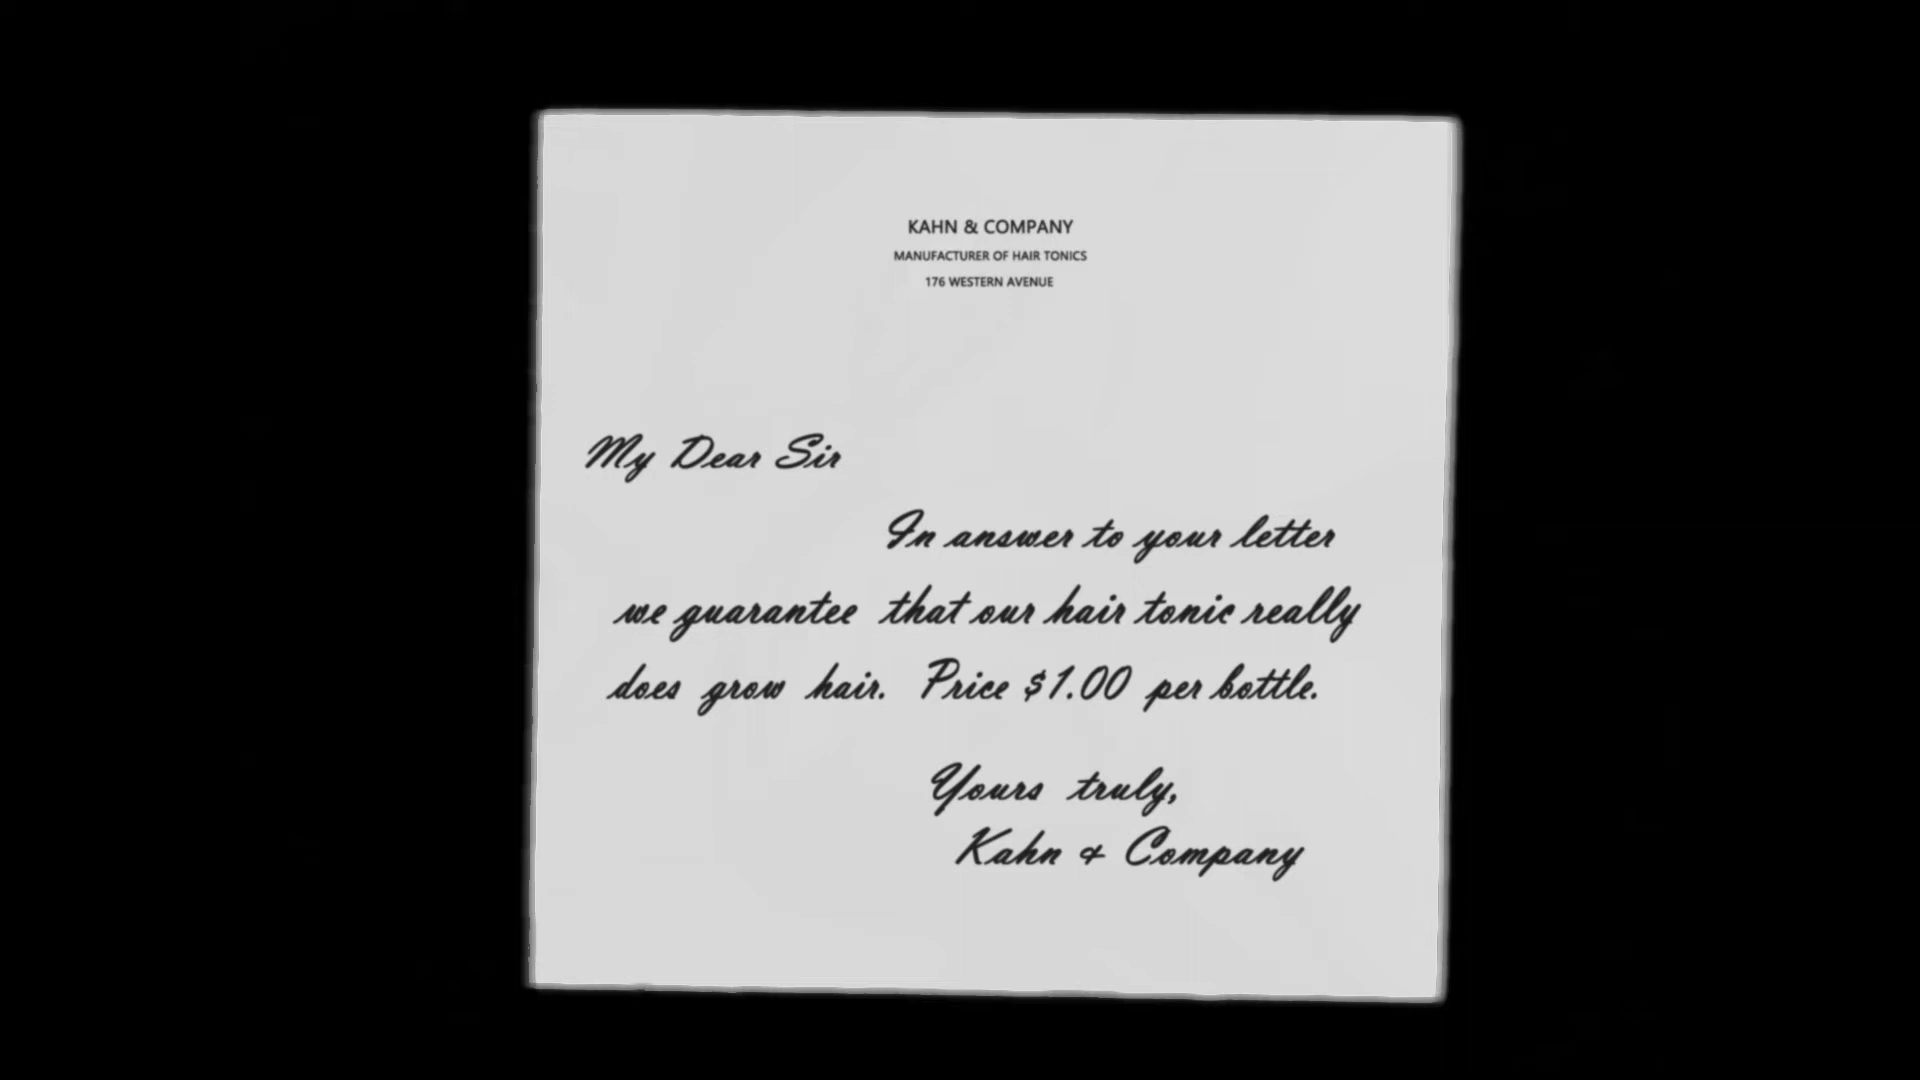 KAHN & COMPANY
MANUFACTURER OF HAIR TONICS
176 WESTERN AVENUE
My Dear Sir
In answer to your letter
we guarantee that our hair tonic really
does grow hair. Price $1.00 per bottle.
Yours truly,
Kahn & Company